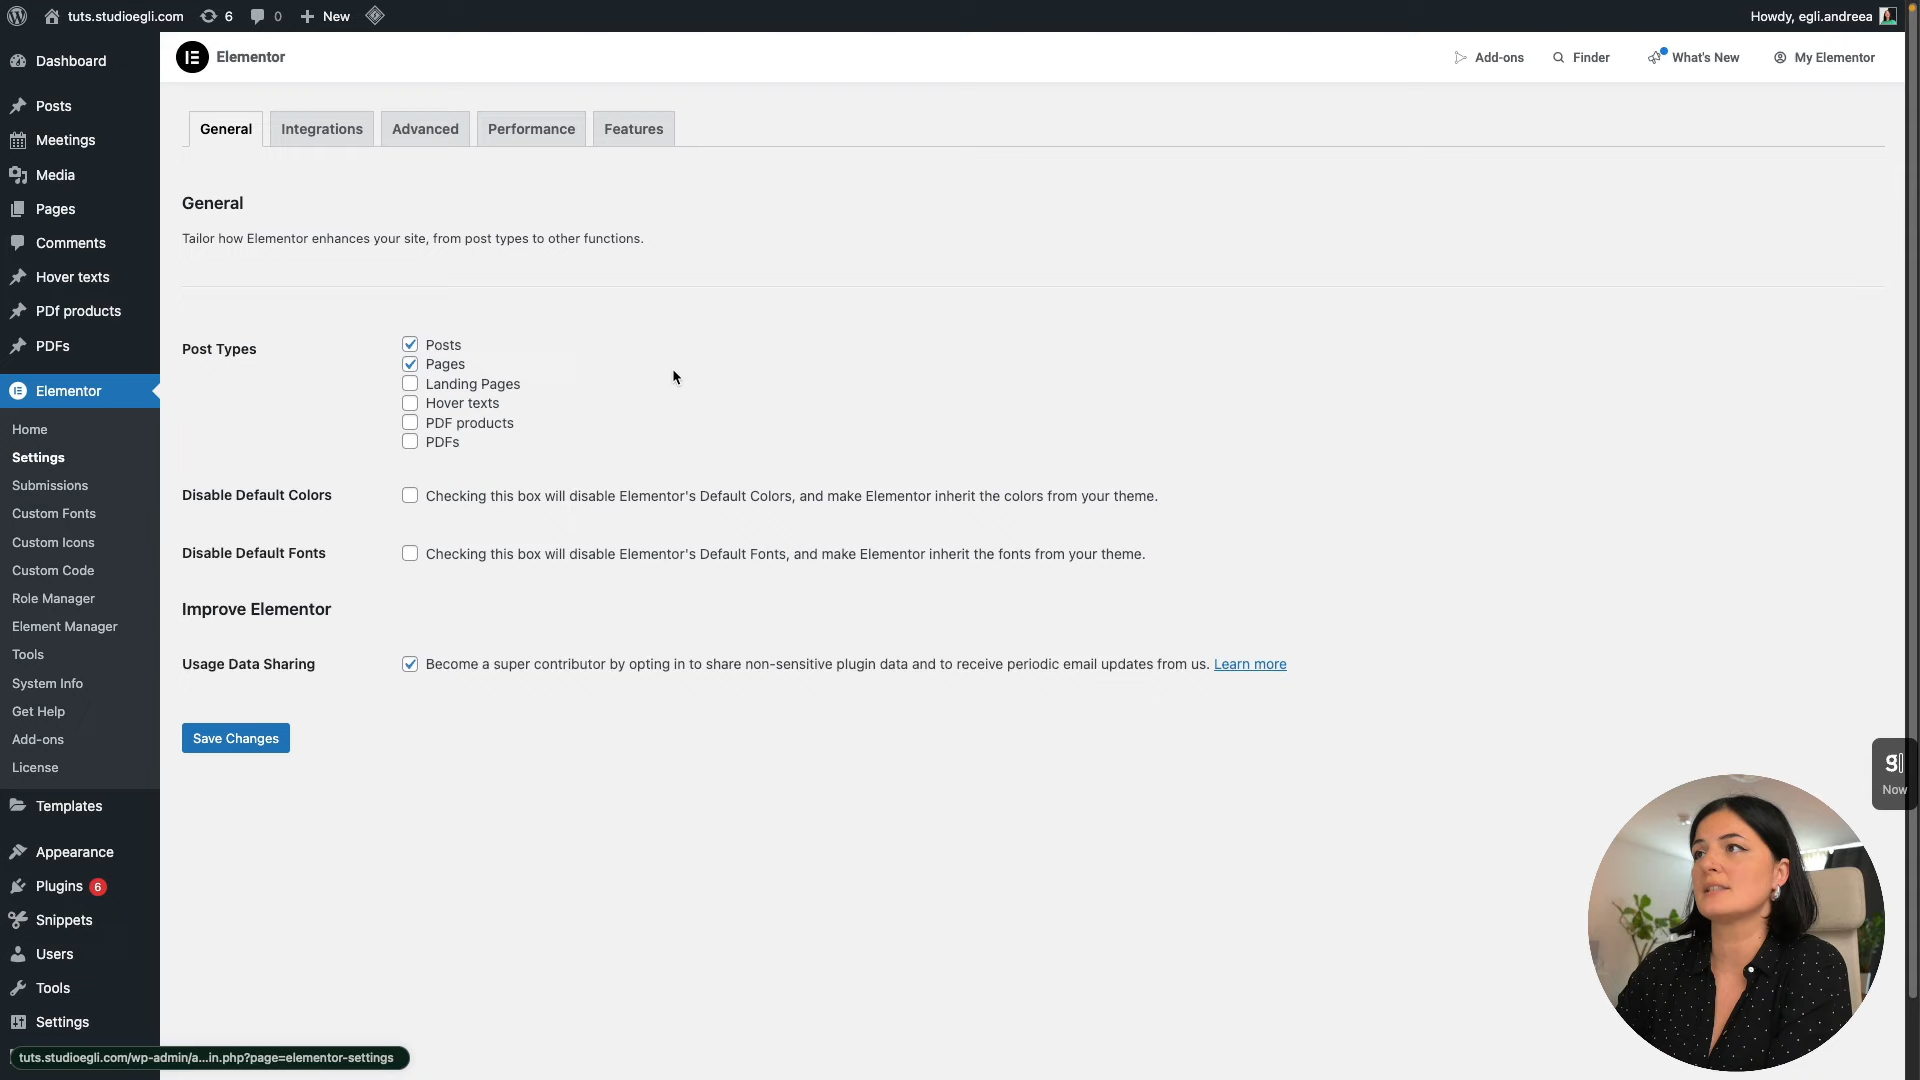 tuts.studioegli.com
6
0
New
Howdy, egli.andreea
Dashboard
Posts
Meetings
Media
Pages
Comments
Hover texts
PDf products
PDFs
Elementor
Home
Settings
Submissions
Custom Fonts
Custom Icons
Custom Code
Role Manager
Element Manager
Tools
System Info
Get Help
Add-ons
License
Templates
Appearance
Plugins 6
Snippets
Users
Tools
Settings
tuts.studioegli.com/wp-admin/a...in.php?page=elementor-settings
Elementor
Add-ons
Finder
What's New
My Elementor
General
Integrations
Advanced
Performance
Features
General
Tailor how Elementor enhances your site, from post types to other functions.
Post Types
Posts
Pages
Landing Pages
Hover texts
PDF products
PDFs
Disable Default Colors
Checking this box will disable Elementor's Default Colors, and make Elementor inherit the colors from your theme.
Disable Default Fonts
Checking this box will disable Elementor's Default Fonts, and make Elementor inherit the fonts from your theme.
Improve Elementor
Usage Data Sharing
Become a super contributor by opting in to share non-sensitive plugin data and to receive periodic email updates from us. Learn more
Save Changes
Now